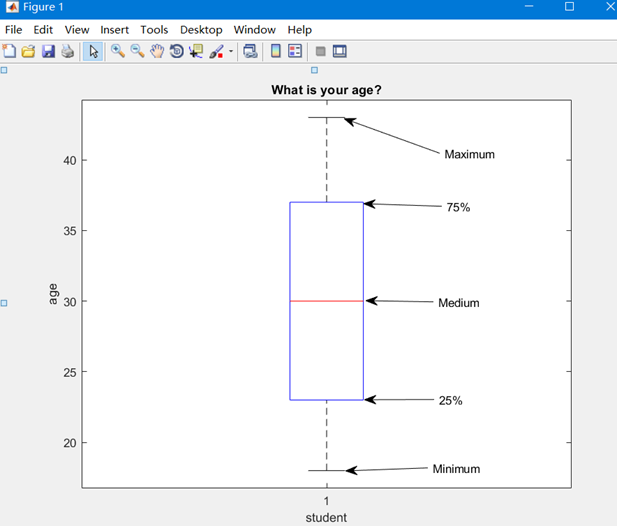 Figure 1
File Edit View Insert Tools Desktop Window Help
What is your age?
40
35
30
25
20
age
Maximum
75%
Medium
25%
Minimum
1
student